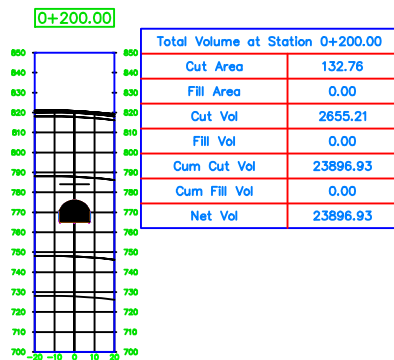 0+200.00
Total Volume at Station 0+200.00
Cut Area 132.76
Fill Area 0.00
Cut Vol 2655.21
Fill Vol 0.00
Cum Cut Vol 23896.93
Cum Fill Vol 0.00
Net Vol 23896.93
850 850
840 840
830 830
820 820
810 810
800 800
790 790
780 780
770 770
760 760
750 750
740 740
730 730
720 720
710 710
700 700
-20 -10 0 10 20